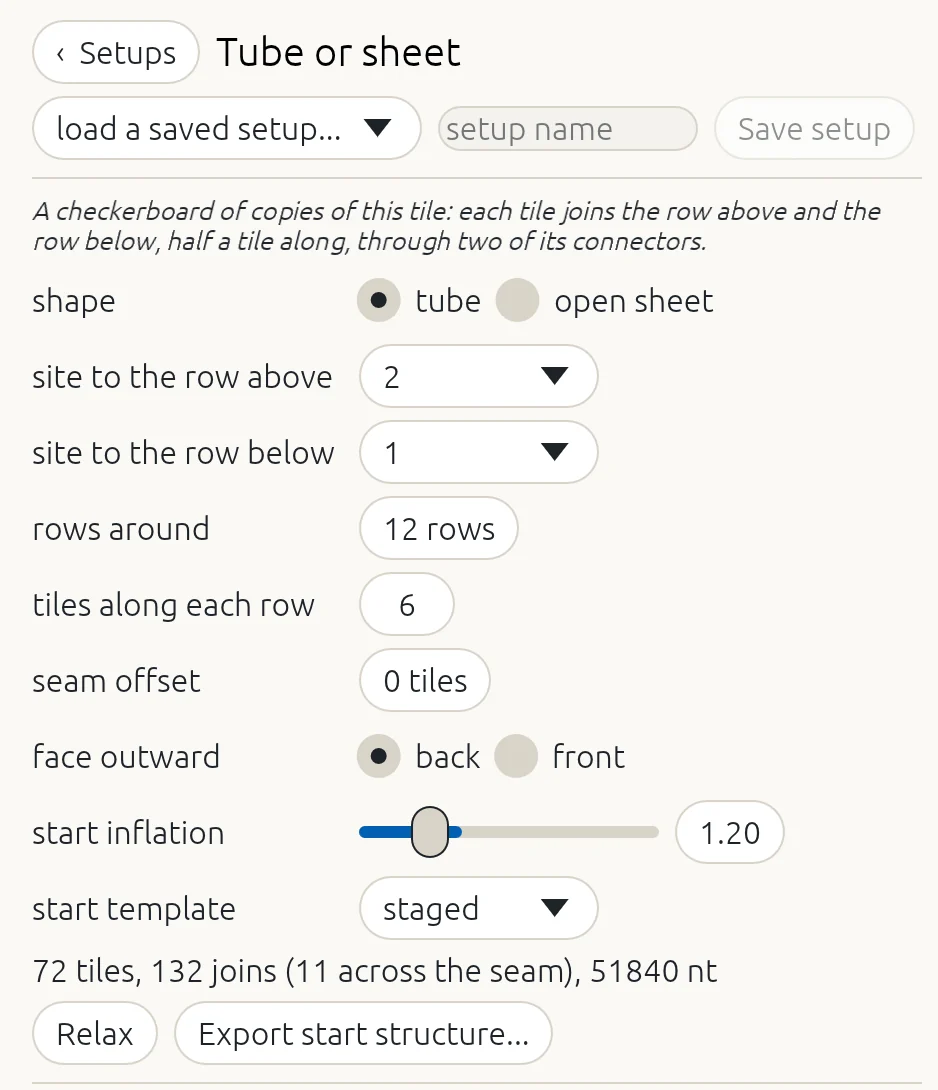 ‹ Setups Tube or sheet
load a saved setup... setup name Save setup
A checkerboard of copies of this tile: each tile joins the row above and the
row below, half a tile along, through two of its connectors.
shape tube open sheet
site to the row above 2
site to the row below 1
rows around 12 rows
tiles along each row 6
seam offset 0 tiles
face outward back front
start inflation 1.20
start template staged
72 tiles, 132 joins (11 across the seam), 51840 nt
Relax Export start structure...